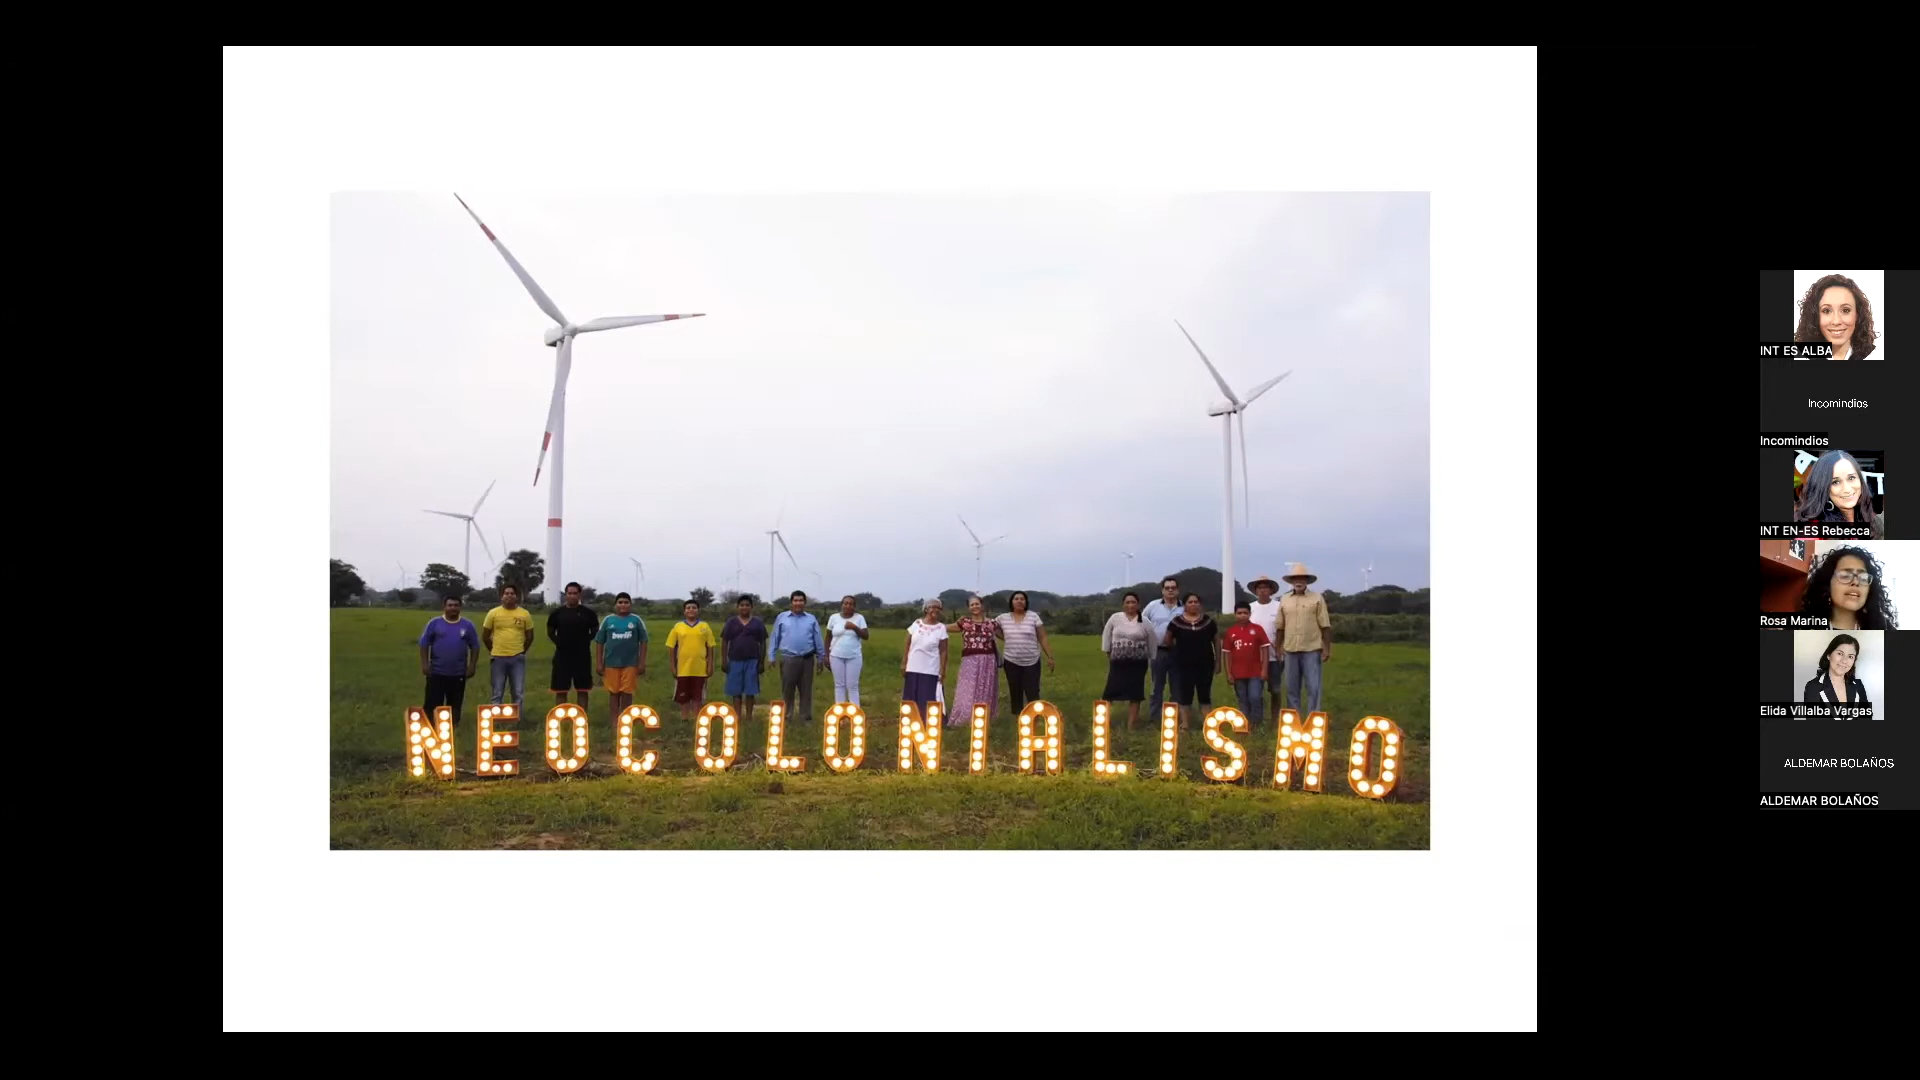 NEOCOLONIALISMO
bwin
INT ES ALBA
Incomindios
Incomindios
INT EN-ES Rebecca
Rosa Marina
Elida Villalba Vargas
ALDEMAR BOLAÑOS
ALDEMAR BOLAÑOS